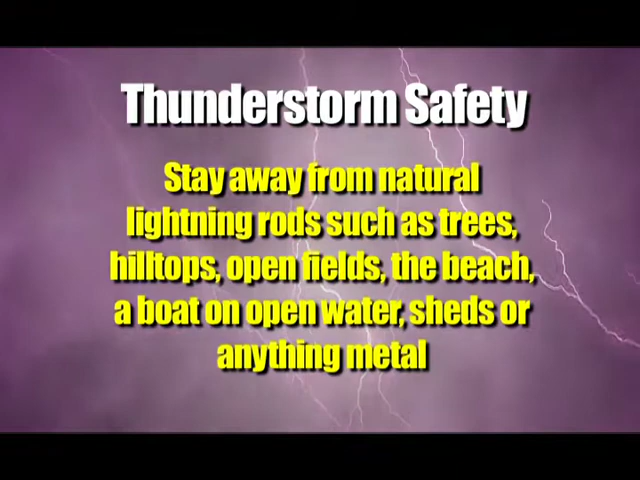 Thunderstorm Safety
Stay away from natural
lightning rods such as trees,
hilltops, open fields, the beach,
a boat on open water, sheds or
anything metal